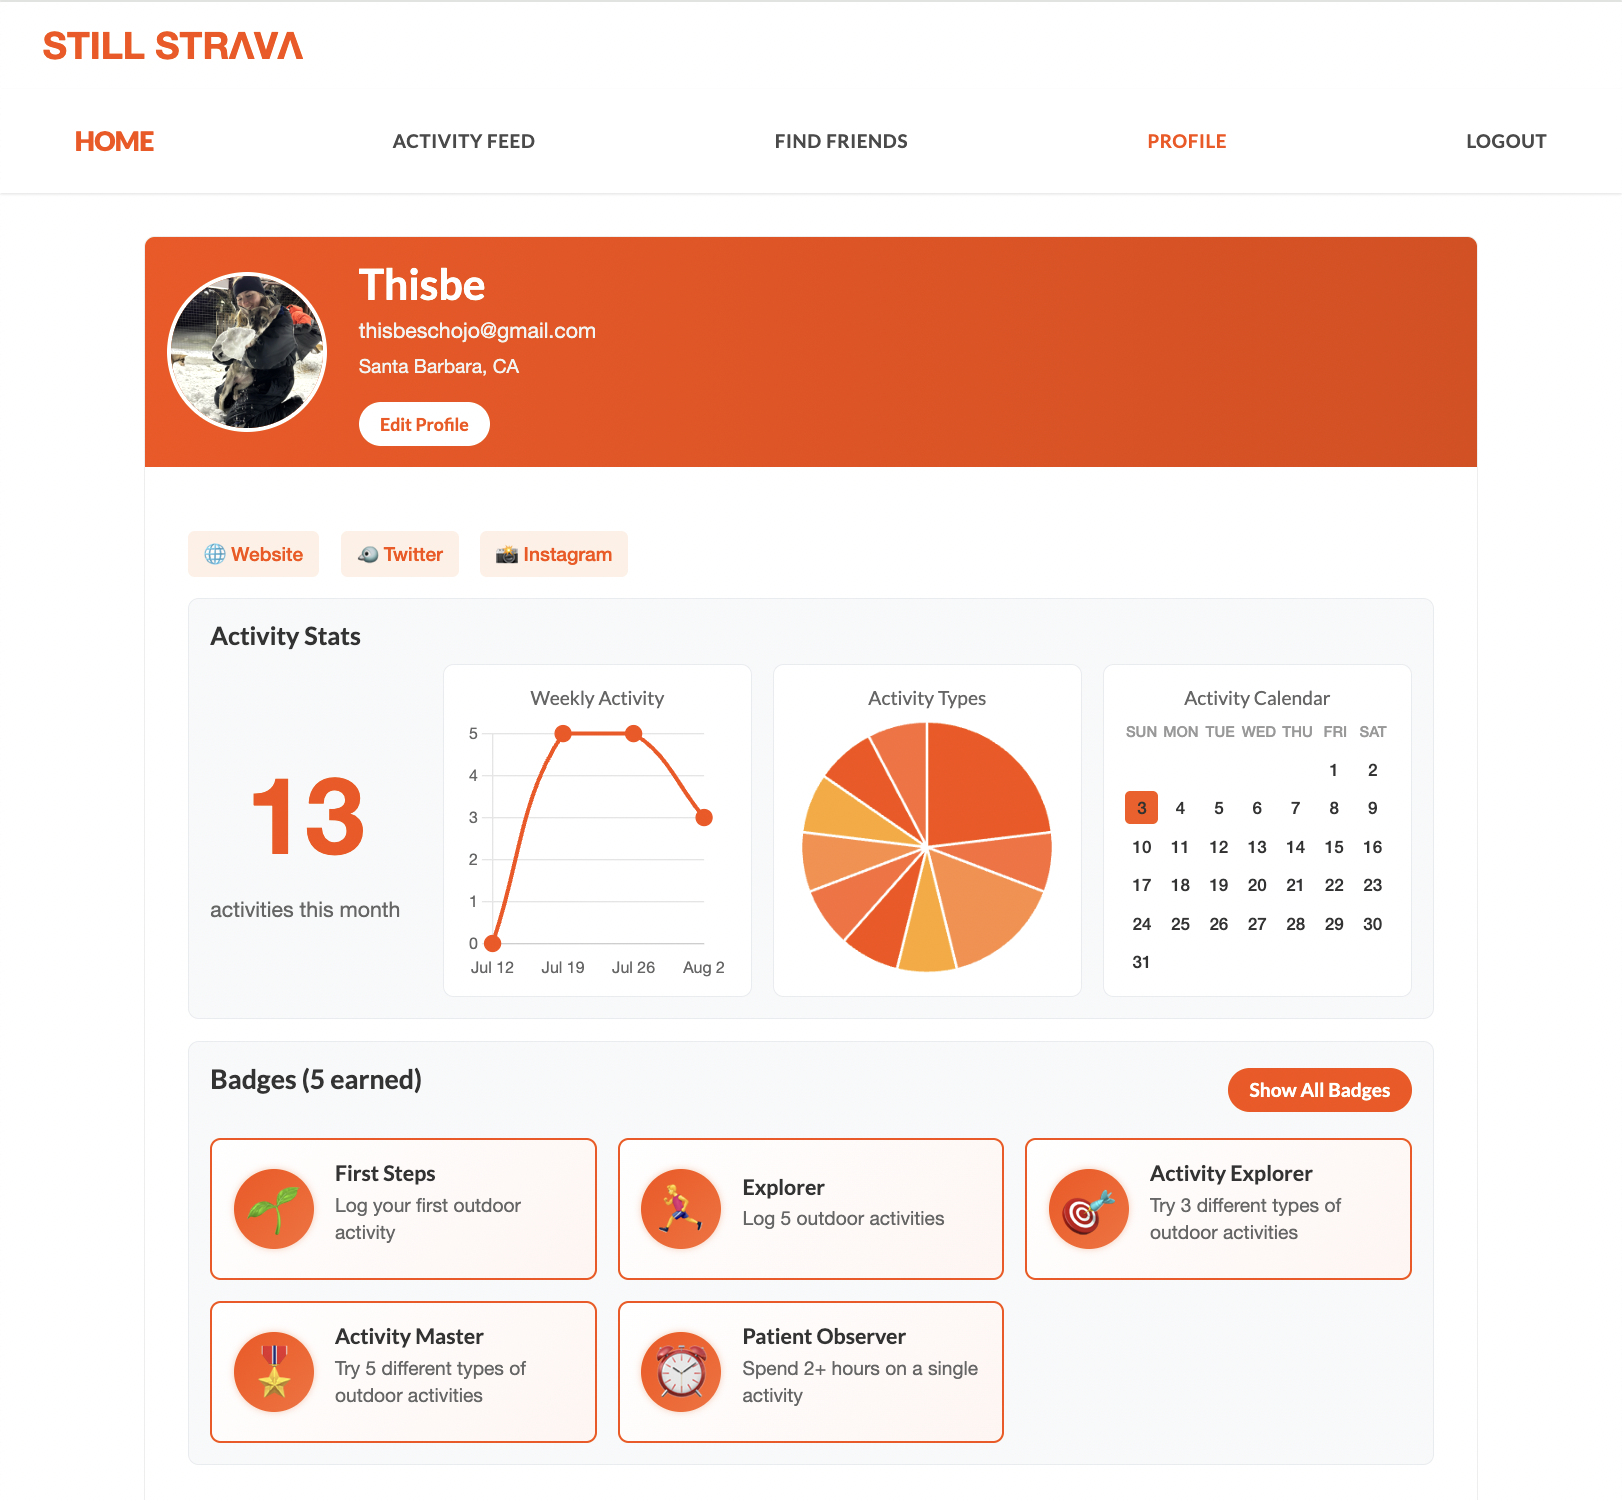 STILL STRAVA
HOME
ACTIVITY FEED
FIND FRIENDS
PROFILE
LOGOUT
Thisbe
thisbeschojo@gmail.com
Santa Barbara, CA
Edit Profile
Website
Twitter
Instagram
Activity Stats
13
activities this month
Weekly Activity
5
4
3
2
1
0
Jul 12 Jul 19 Jul 26 Aug 2
Activity Types
Activity Calendar
SUN MON TUE WED THU FRI SAT
1 2
3 4 5 6 7 8 9
10 11 12 13 14 15 16
17 18 19 20 21 22 23
24 25 26 27 28 29 30
31
Badges (5 earned)
Show All Badges
First Steps
Log your first outdoor
activity
Explorer
Log 5 outdoor activities
Activity Explorer
Try 3 different types of
outdoor activities
Activity Master
Try 5 different types of
outdoor activities
Patient Observer
Spend 2+ hours on a single
activity